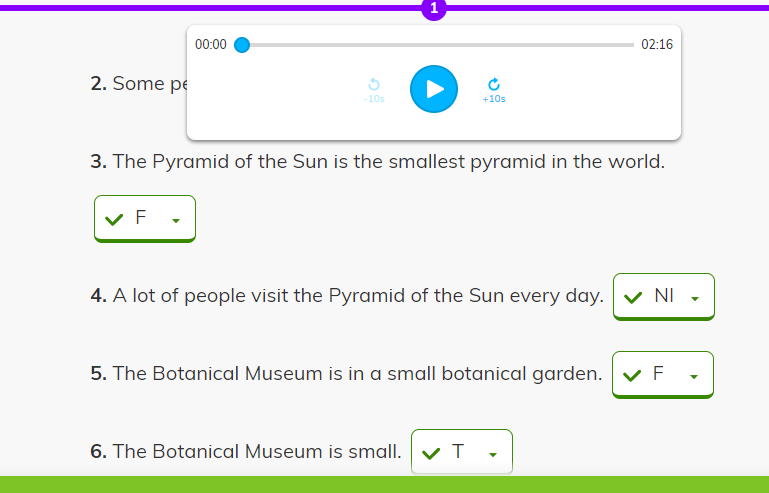 1
00:00 02:16
-10s +10s
2. Some pe
3. The Pyramid of the Sun is the smallest pyramid in the world.
F
4. A lot of people visit the Pyramid of the Sun every day. NI
5. The Botanical Museum is in a small botanical garden. F
6. The Botanical Museum is small. T